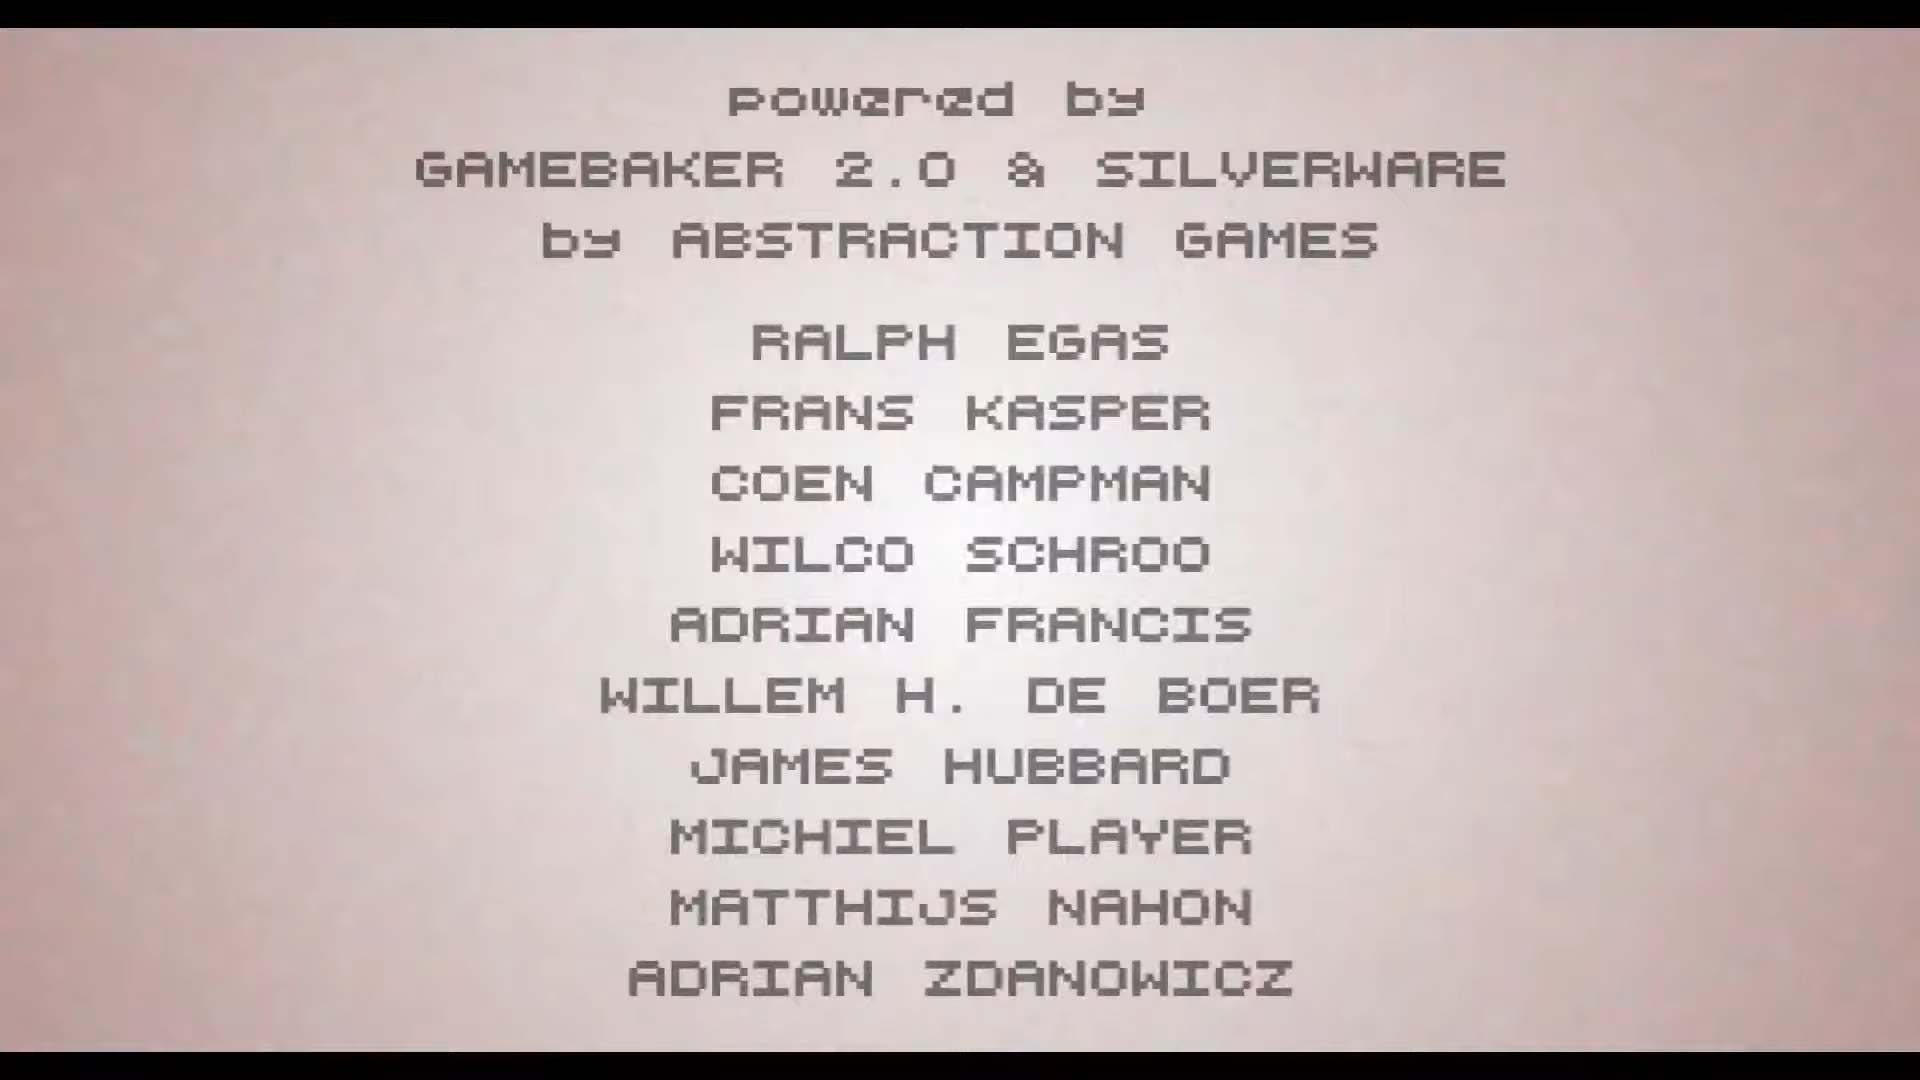 powered by
GAMEBAKER 2.0 & SILVERWARE
by ABSTRACTION GAMES
RALPH EGAS
FRANS KASPER
COEN CAMPMAN
WILCO SCHROO
ADRIAN FRANCIS
WILLEM H. DE BOER
JAMES HUBBARD
MICHIEL PLAYER
MATTHIJS NAHON
ADRIAN ZDANOWICZ